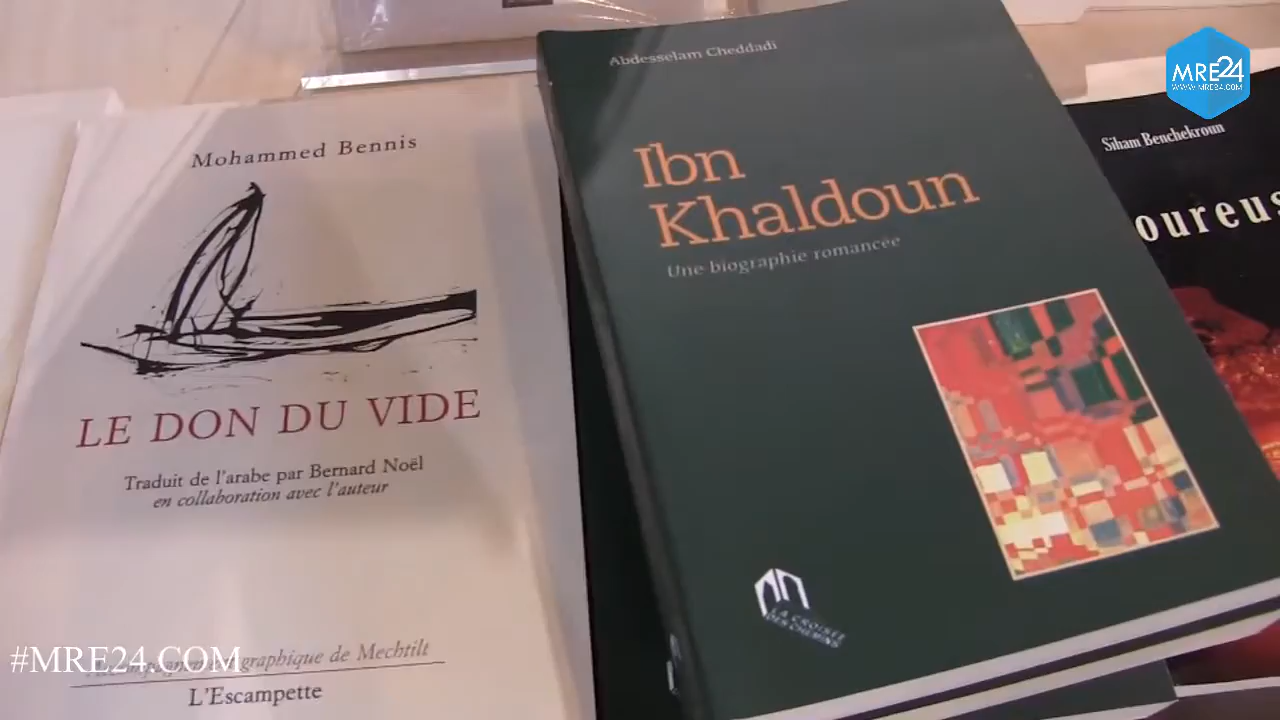 Mohammed Bennis
LE DON DU VIDE
Traduit de l'arabe par Bernard Noël
en collaboration avec l'auteur
graphique de Mechtilt
L'Escampette
Abdesselam Cheddadi
Ibn
Khaldoun
Une biographie romancée
LA CROISÉE
DES CHEMINS
Siham Benchekroun
oureus
MRE24
WWW.MRE24.COM
#MRE24.COM